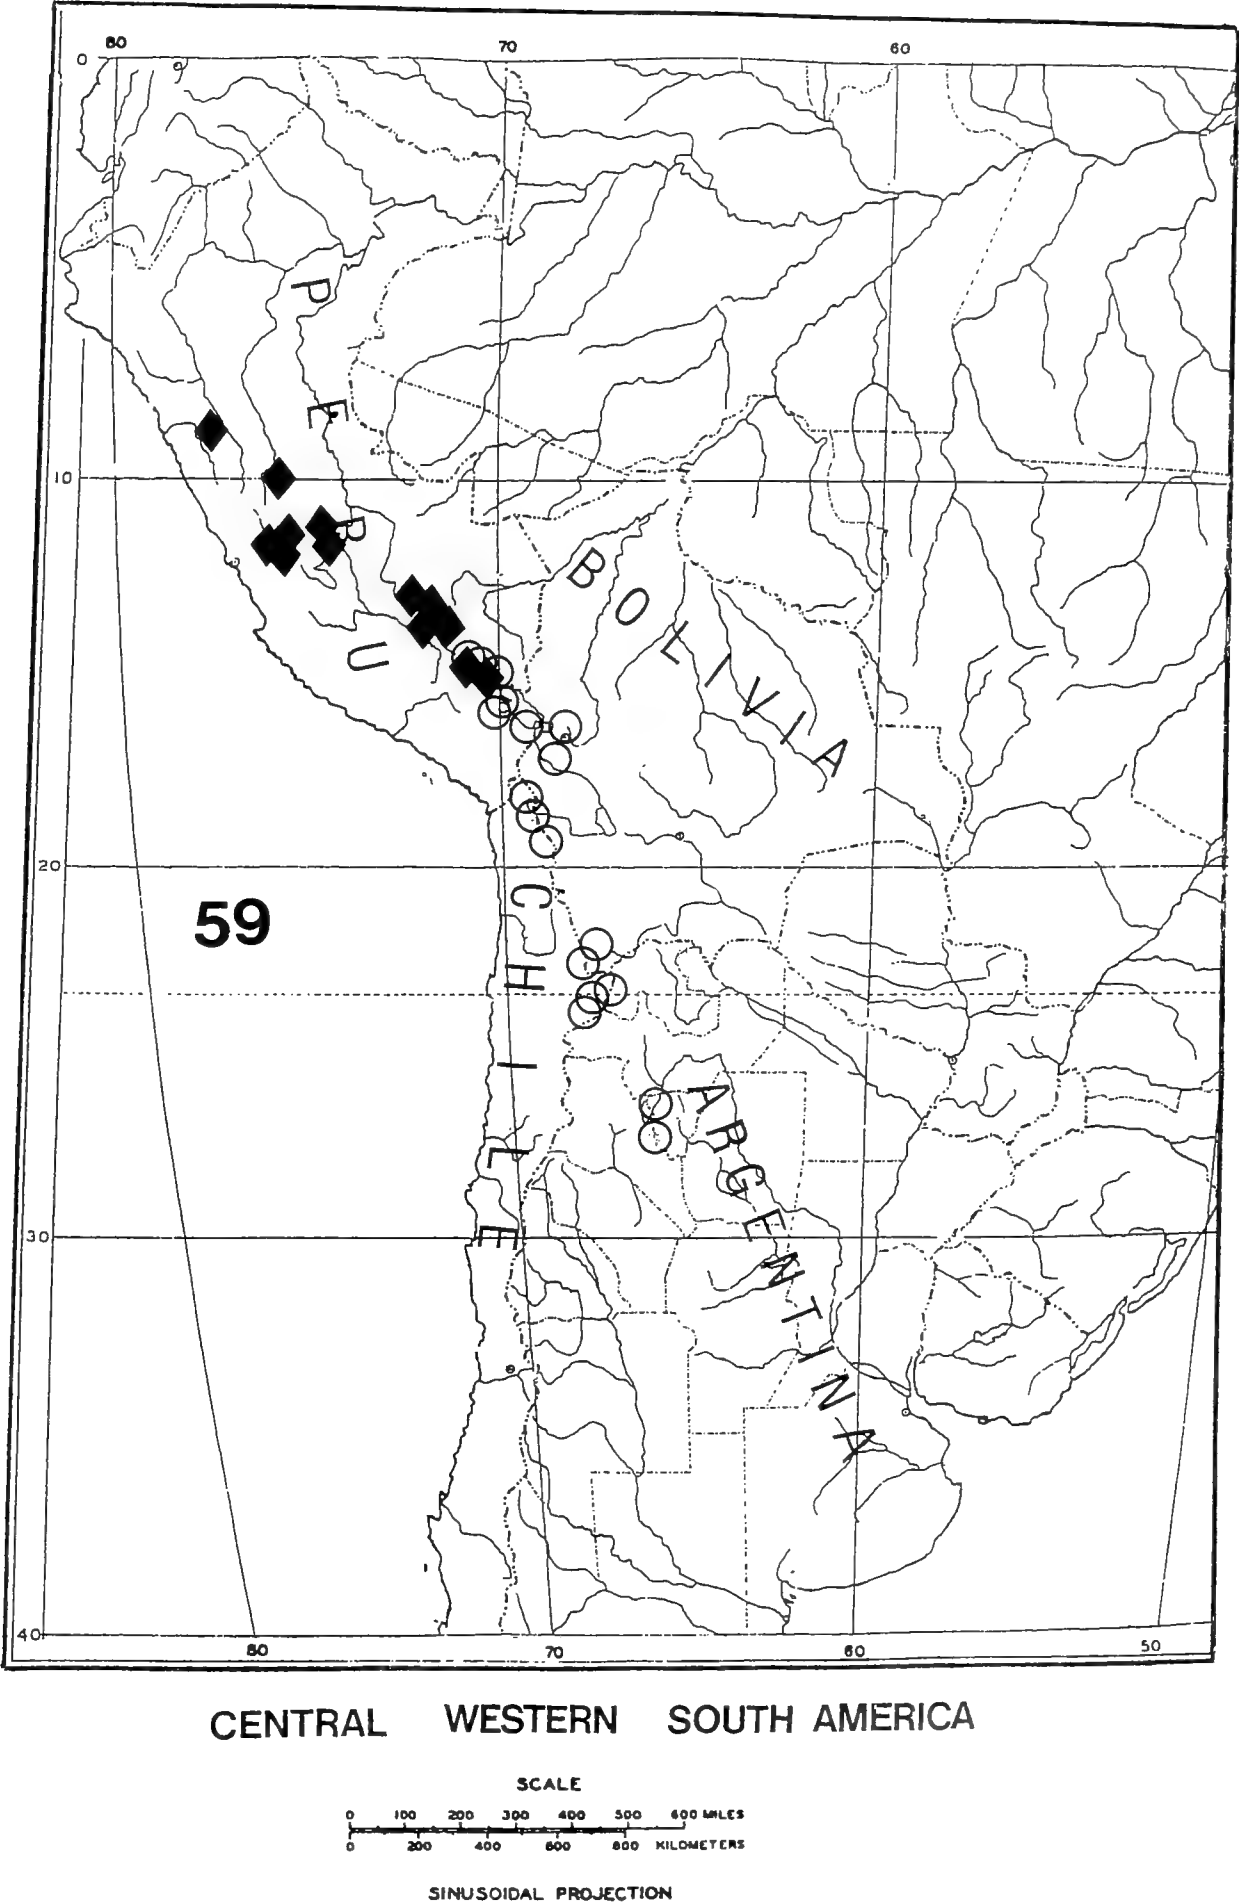 80 70 60
0
PERU
10
BOLIVIA
20
59
CHILE
ARGENTINA
30
40
80 70 60 50
CENTRAL WESTERN SOUTH AMERICA
SCALE
0 100 200 300 400 500 600 MILES
0 200 400 600 800 KILOMETERS
SINUSOIDAL PROJECTION